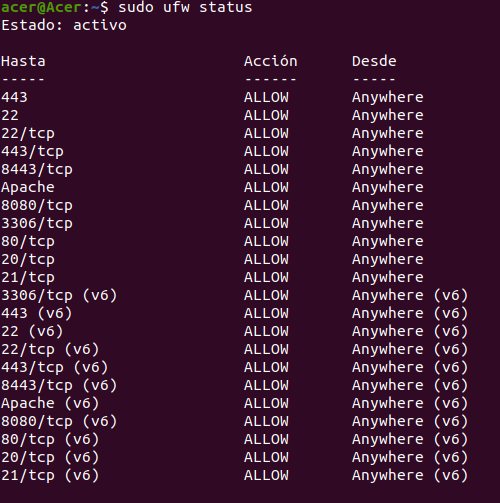 acer@Acer:~$ sudo ufw status
Estado: activo
Hasta Acción Desde
----- ------ -----
443 ALLOW Anywhere
22 ALLOW Anywhere
22/tcp ALLOW Anywhere
443/tcp ALLOW Anywhere
8443/tcp ALLOW Anywhere
Apache ALLOW Anywhere
8080/tcp ALLOW Anywhere
3306/tcp ALLOW Anywhere
80/tcp ALLOW Anywhere
20/tcp ALLOW Anywhere
21/tcp ALLOW Anywhere
3306/tcp (v6) ALLOW Anywhere (v6)
443 (v6) ALLOW Anywhere (v6)
22 (v6) ALLOW Anywhere (v6)
22/tcp (v6) ALLOW Anywhere (v6)
443/tcp (v6) ALLOW Anywhere (v6)
8443/tcp (v6) ALLOW Anywhere (v6)
Apache (v6) ALLOW Anywhere (v6)
8080/tcp (v6) ALLOW Anywhere (v6)
80/tcp (v6) ALLOW Anywhere (v6)
20/tcp (v6) ALLOW Anywhere (v6)
21/tcp (v6) ALLOW Anywhere (v6)